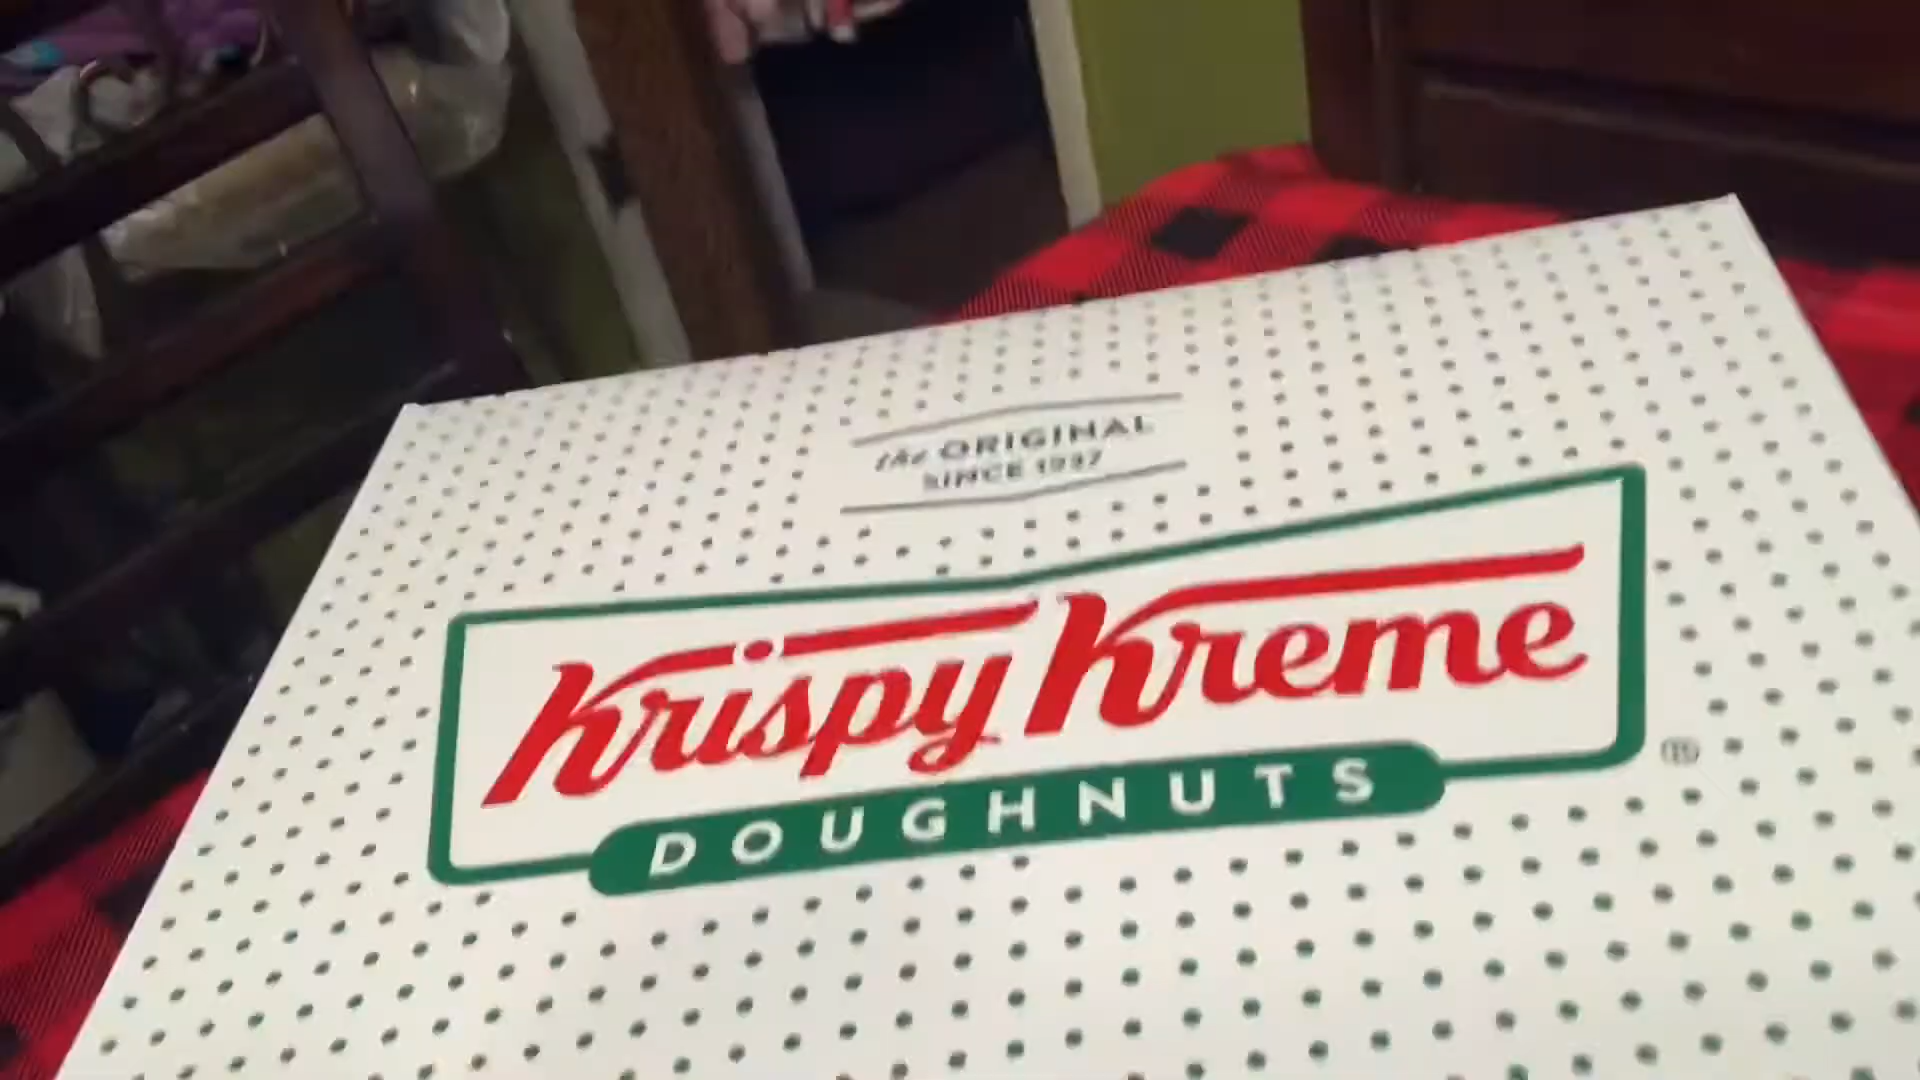 the ORIGINAL
SINCE 1937
Krispy Kreme
DOUGHNUTS
®